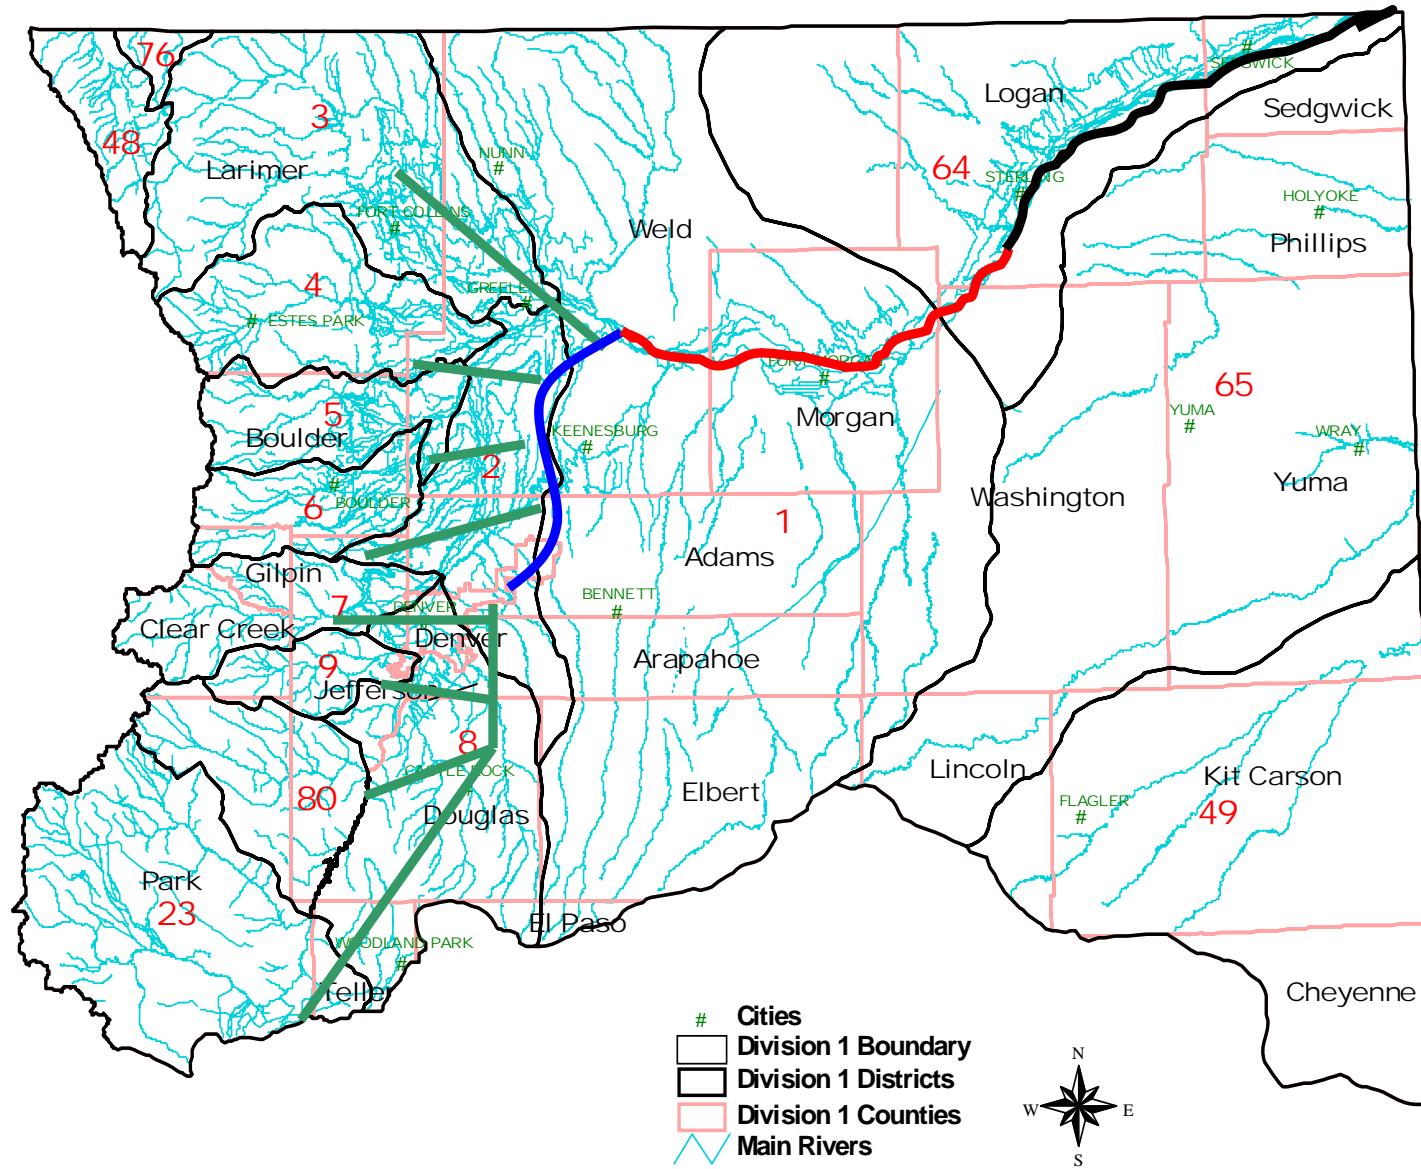 76
SEDGWICK
Logan
Sedgwick
3
48
NUNN
#
64
Larimer
STERLING
#
HOLYOKE
#
FORT COLLINS
#
Weld
Phillips
4
GREELE
#
# ESTES PARK
#
65
5
Morgan
YUMA
#
Boulder
KEENESBURG
#
WRAY
#
2
#
BOULDER
6
Washington
Yuma
1
Adams
Gilpin
BENNETT
#
7
DENVER
Clear Creek
Denver
9
Arapahoe
Jefferson
8
Lincoln
Kit Carson
CASTLE ROCK
80
Elbert
FLAGLER
#
49
Douglas
Park
23
El Paso
WOODLAND PARK
#
Teller
Cheyenne
# Cities
Division 1 Boundary
Division 1 Districts
Division 1 Counties
Main Rivers
N
W E
S